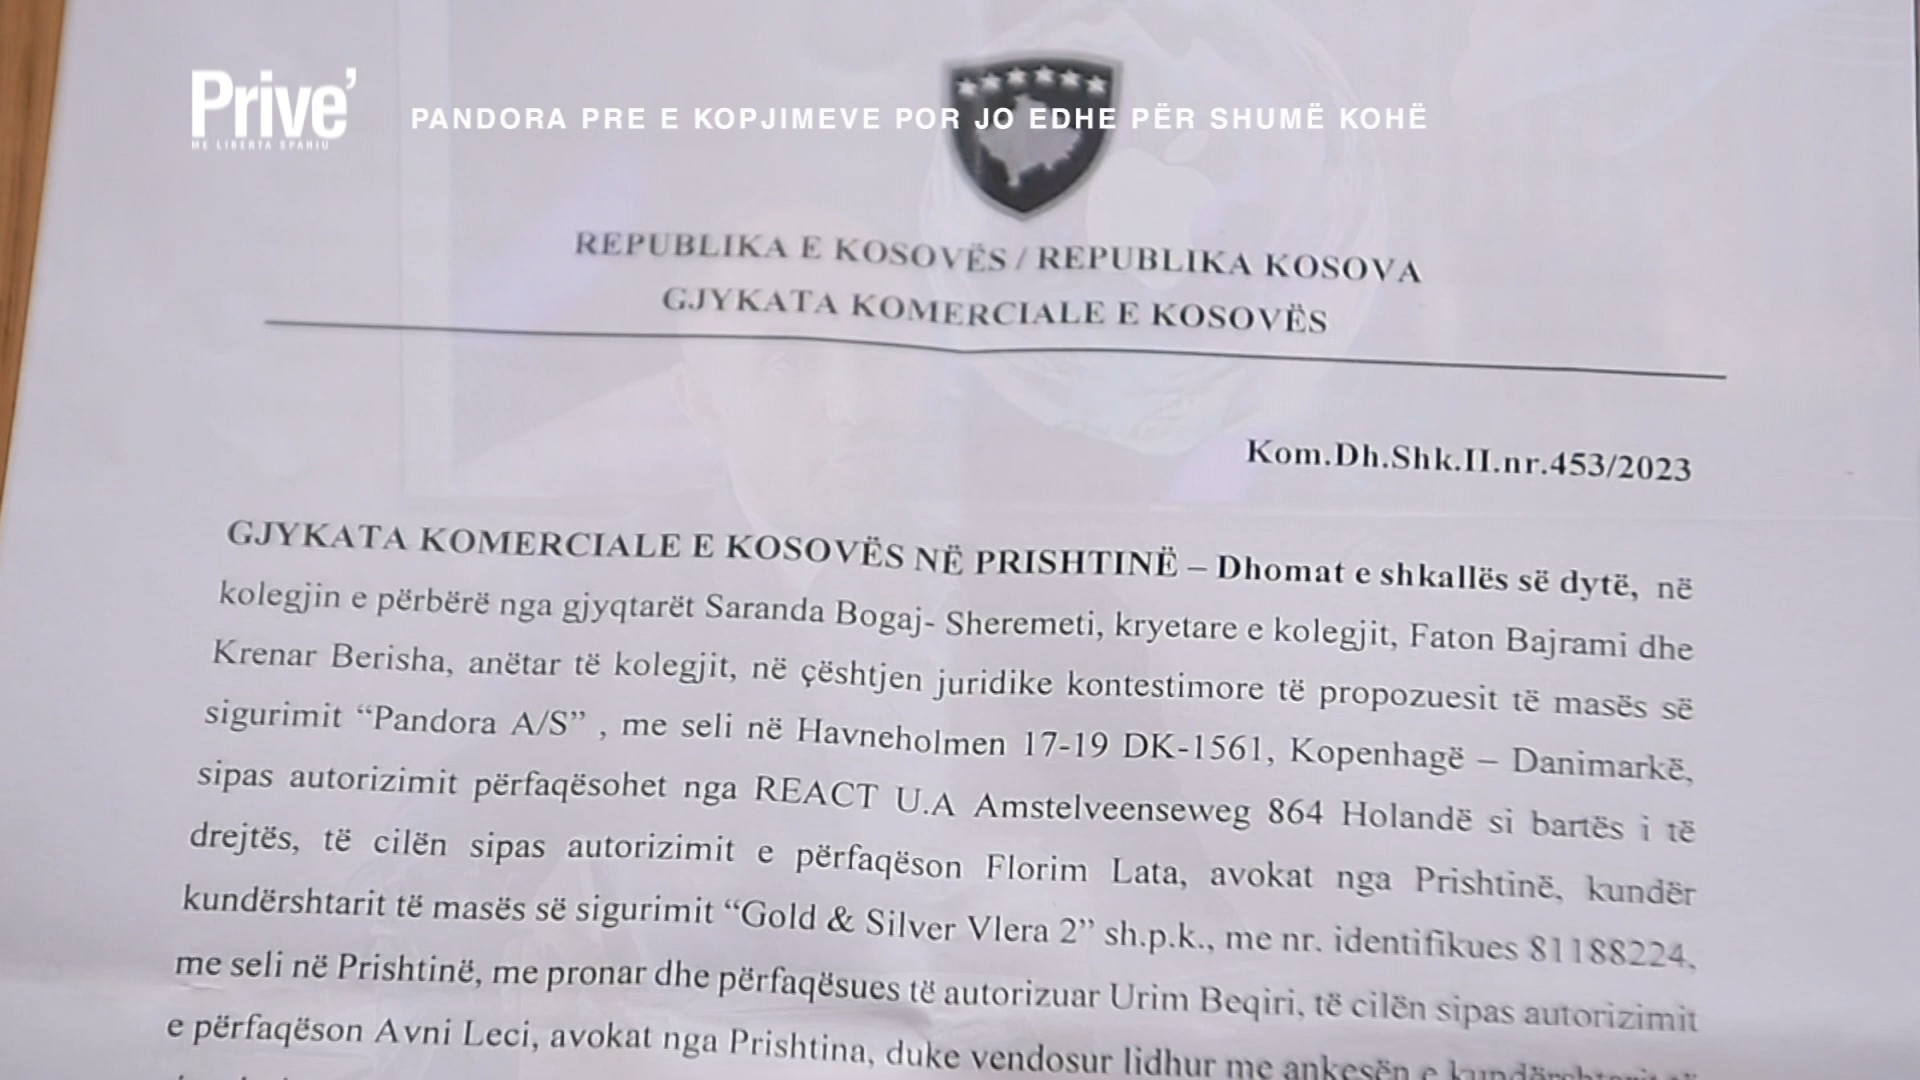 Prive'
ME LIBERTA SPAHIU
PANDORA PRE E KOPJIMEVE POR JO EDHE PËR SHUMË KOHË
REPUBLIKA E KOSOVËS / REPUBLIKA KOSOVA
GJYKATA KOMERCIALE E KOSOVËS
Kom.Dh.Shk.II.nr.453/2023
GJYKATA KOMERCIALE E KOSOVËS NË PRISHTINË – Dhomat e shkallës së dytë, në
kolegjin e përbërë nga gjyqtarët Saranda Bogaj- Sheremeti, kryetare e kolegjit, Faton Bajrami dhe
Krenar Berisha, anëtar të kolegjit, në çështjen juridike kontestimore të propozuesit të masës së
sigurimit “Pandora A/S” , me seli në Havneholmen 17-19 DK-1561, Kopenhagë – Danimarkë,
sipas autorizimit përfaqësohet nga REACT U.A Amstelveenseweg 864 Holandë si bartës i të
drejtës, të cilën sipas autorizimit e përfaqëson Florim Lata, avokat nga Prishtinë, kundër
kundërshtarit të masës së sigurimit “Gold & Silver Vlera 2” sh.p.k., me nr. identifikues 81188224,
me seli në Prishtinë, me pronar dhe përfaqësues të autorizuar Urim Beqiri, të cilën sipas autorizimit
e përfaqëson Avni Leci, avokat nga Prishtina, duke vendosur lidhur me ankesën e